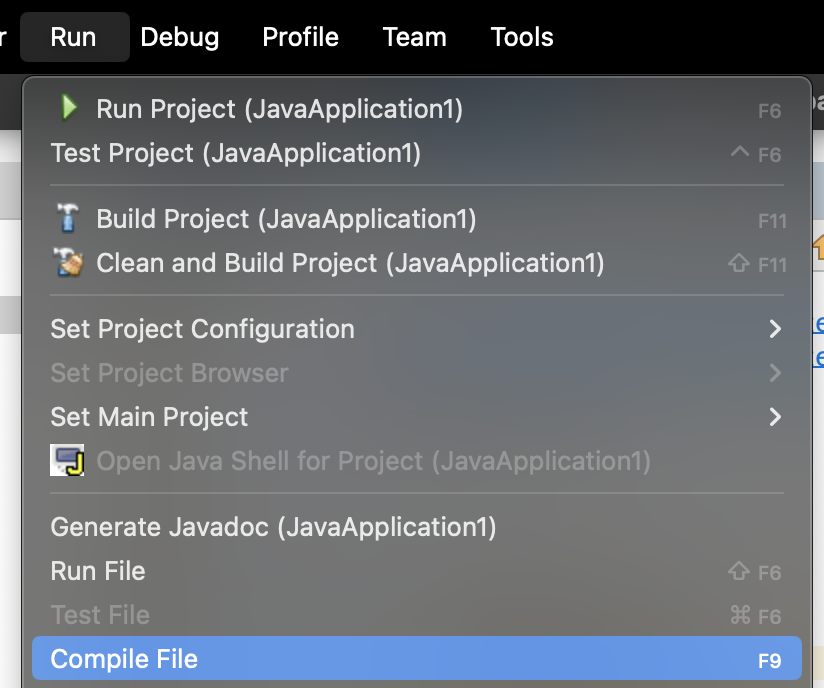 Run Debug Profile Team Tools
Run Project (JavaApplication1) F6
Test Project (JavaApplication1) ^ F6
Build Project (JavaApplication1) F11
Clean and Build Project (JavaApplication1) ⇧ F11
Set Project Configuration
Set Project Browser
Set Main Project
Open Java Shell for Project (JavaApplication1)
Generate Javadoc (JavaApplication1)
Run File ⇧ F6
Test File ⌘ F6
Compile File F9